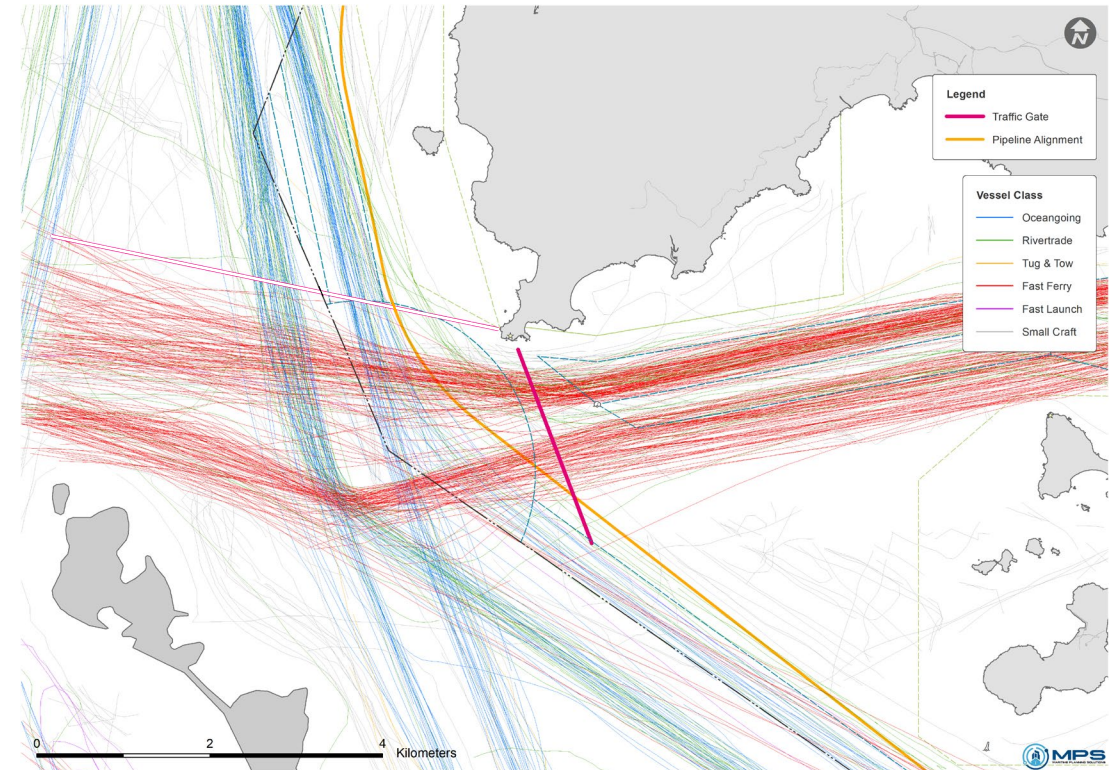 N
Legend
Traffic Gate
Pipeline Alignment
Vessel Class
Oceangoing
Rivertrade
Tug & Tow
Fast Ferry
Fast Launch
Small Craft
0 2 4 Kilometers
MPS